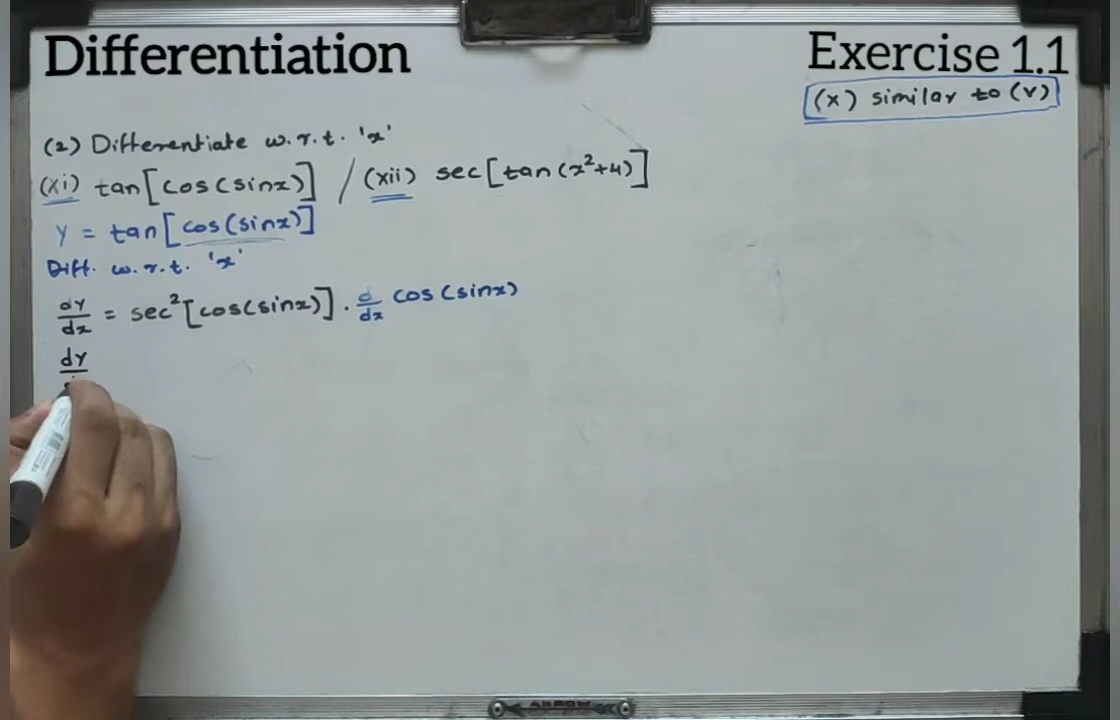 Differentiation
Exercise 1.1
(x) similar to (v)
(2) Differentiate w.r.t. 'x'
(xi) tan[cos(sinx)] / (xii) sec[tan(x²+4)]
y = tan[cos(sinx)]
Diff. w.r.t. 'x'
dy/dx = sec²[cos(sinx)] . d/dx cos(sinx)
dy